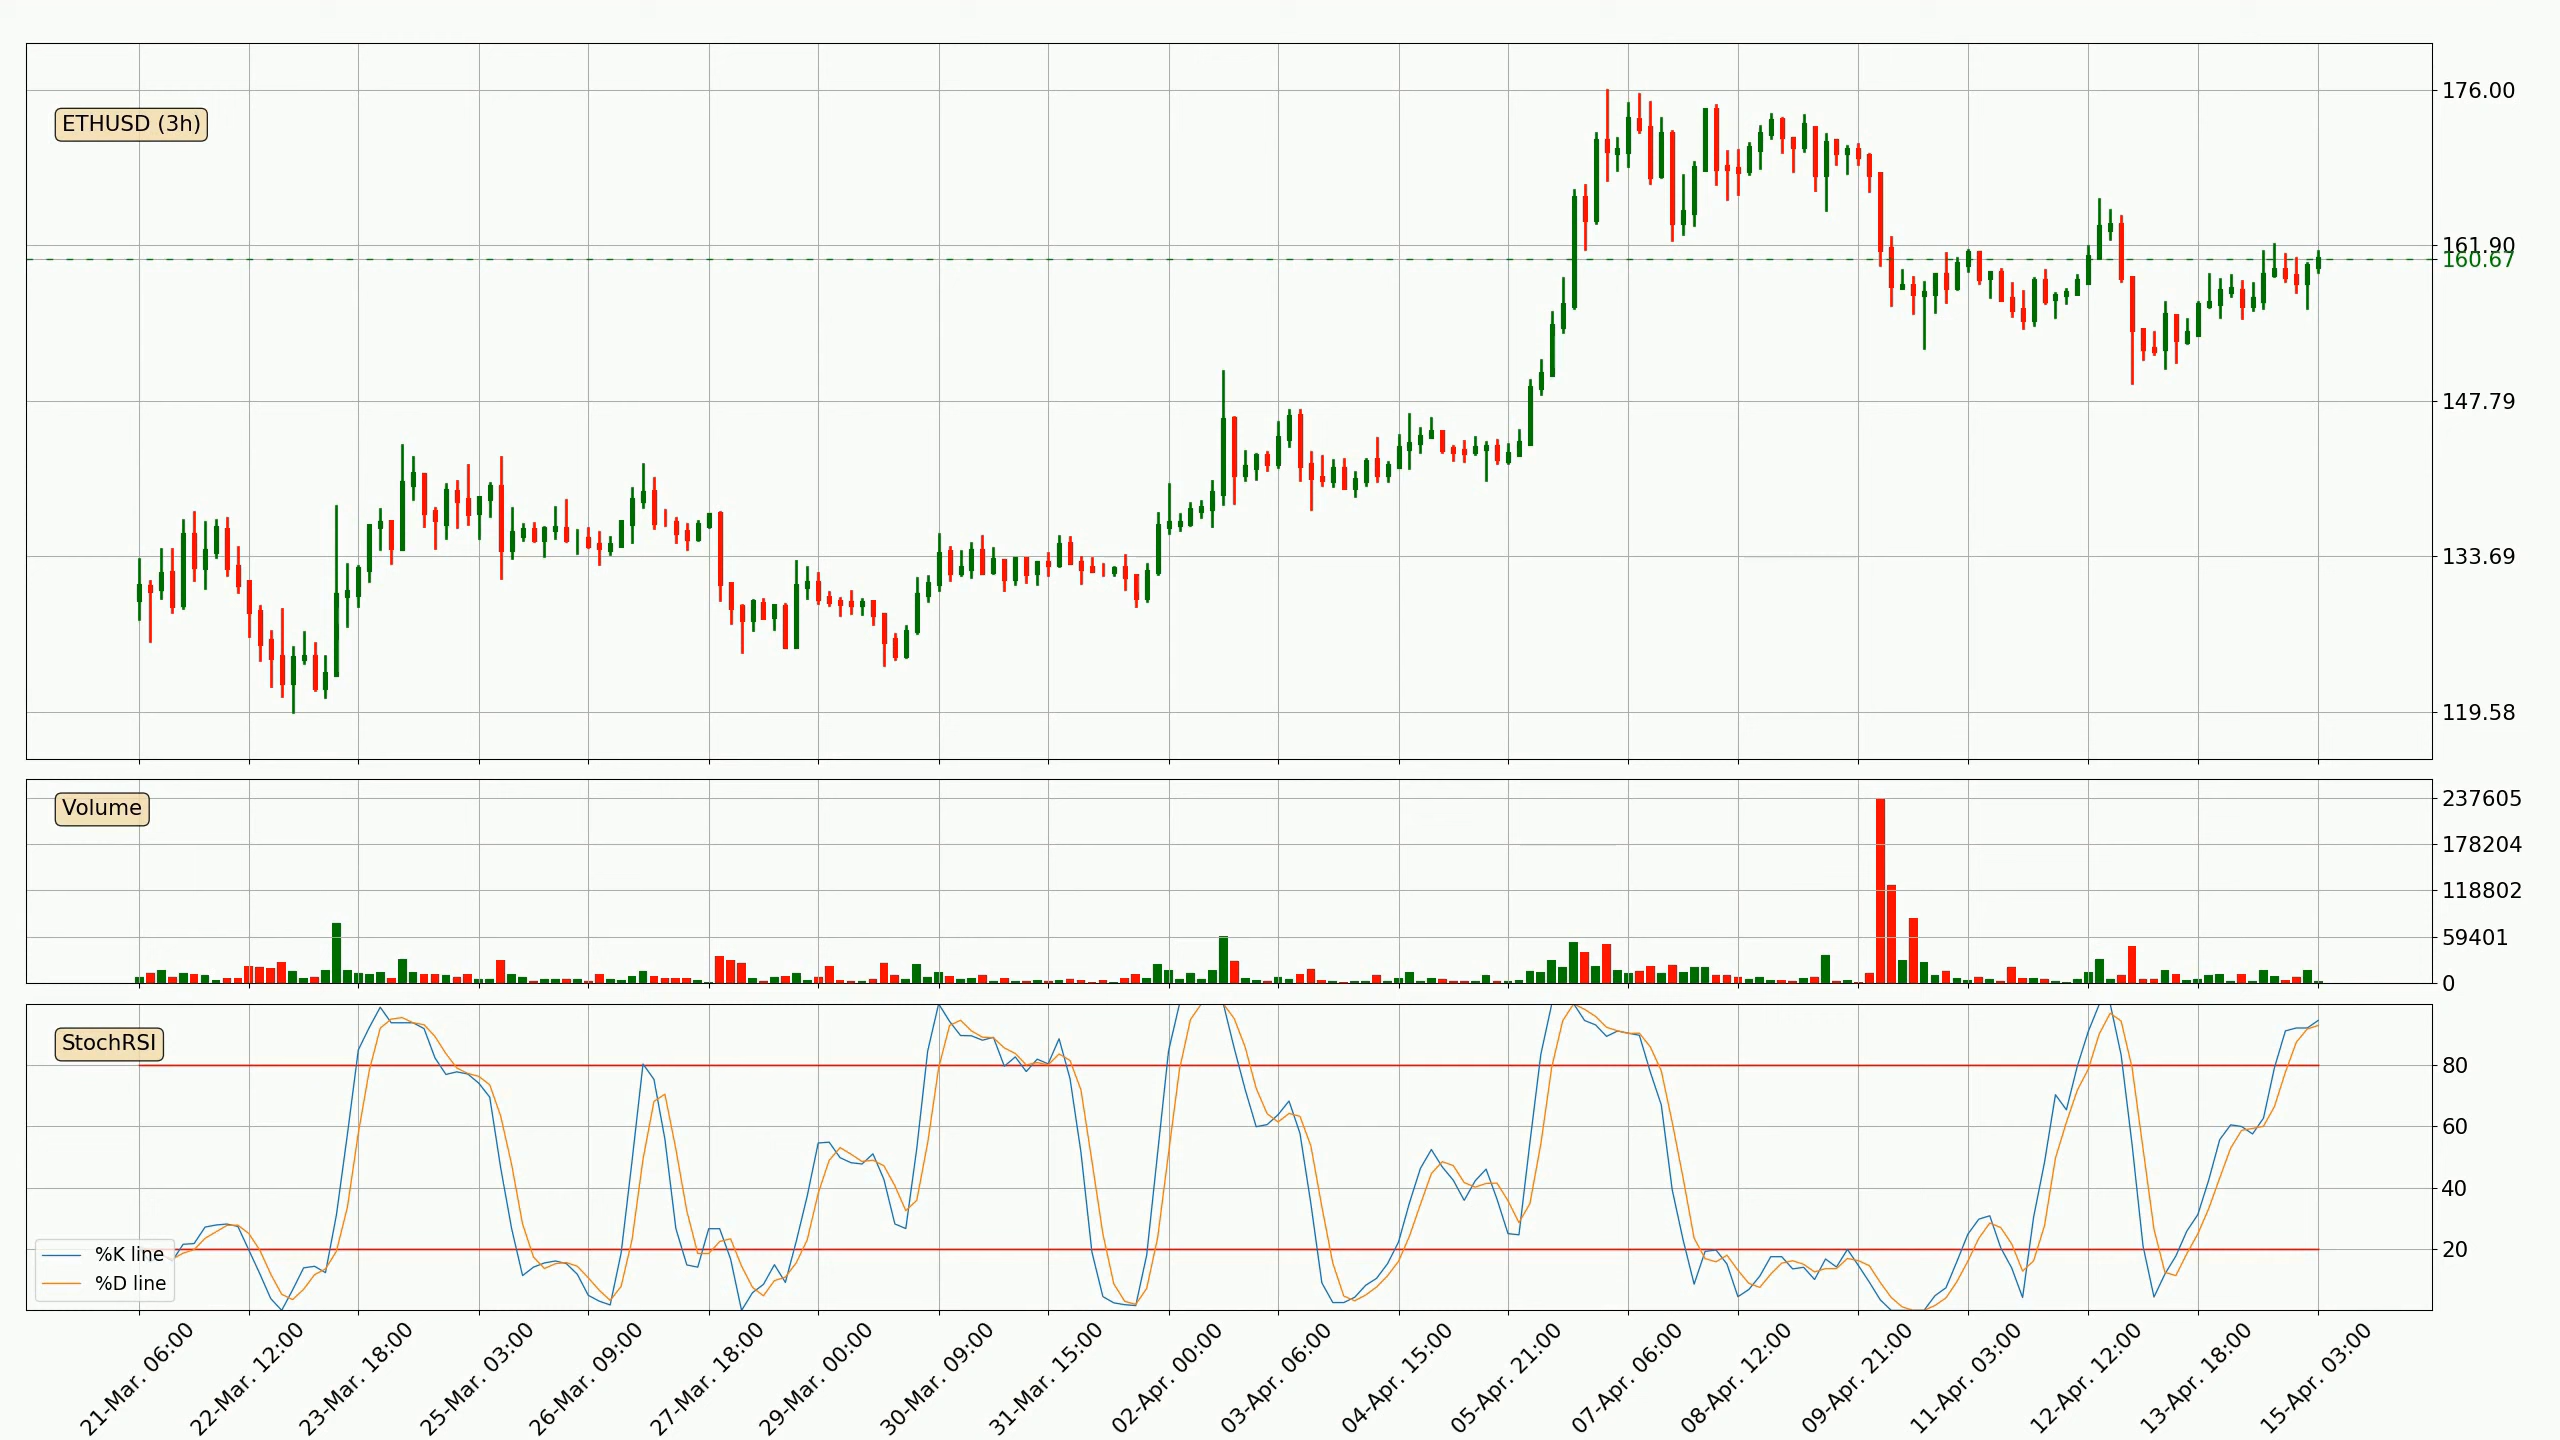 ETHUSD (3h)
176.00
161.90
160.67
147.79
133.69
119.58
Volume
237605
178204
118802
59401
0
StochRSI
80
60
40
20
%K line
%D line
21-Mar. 06:00
22-Mar. 12:00
23-Mar. 18:00
25-Mar. 03:00
26-Mar. 09:00
27-Mar. 18:00
29-Mar. 00:00
30-Mar. 09:00
31-Mar. 15:00
02-Apr. 00:00
03-Apr. 06:00
04-Apr. 15:00
05-Apr. 21:00
07-Apr. 06:00
08-Apr. 12:00
09-Apr. 21:00
11-Apr. 03:00
12-Apr. 12:00
13-Apr. 18:00
15-Apr. 03:00